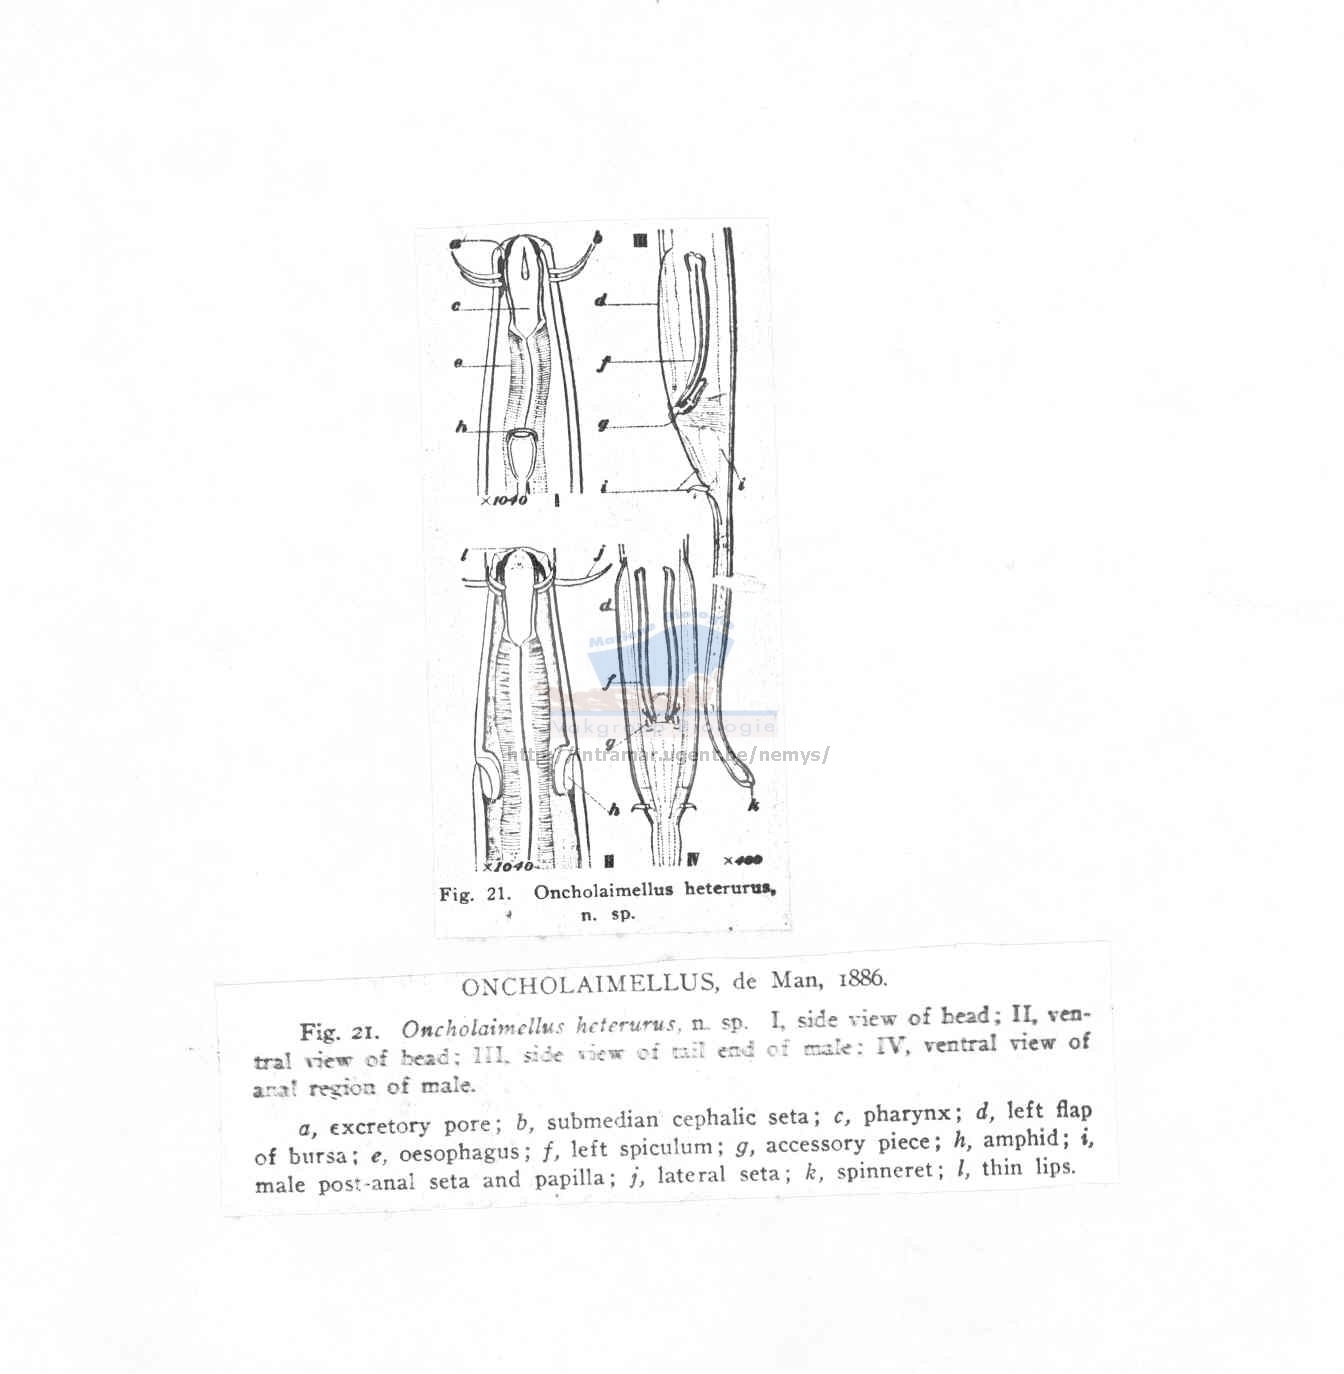 a
b
III
c
d
e
f
h
g
i
i
×1040
I
l
j
d
f
g
h
k
×1040
II
IV
×400
Mariene Biologie
Vakgroep Biologie
http://intramar.ugent.be/nemys/
Fig. 21. Oncholaimellus heterurus,
n. sp.
ONCHOLAIMELLUS, de Man, 1886.
Fig. 21. Oncholaimellus heterurus, n. sp. I, side view of head; II, ven-
tral view of head; III, side view of tail end of male; IV, ventral view of
anal region of male.
a, excretory pore; b, submedian cephalic seta; c, pharynx; d, left flap
of bursa; e, oesophagus; f, left spiculum; g, accessory piece; h, amphid; i,
male post-anal seta and papilla; j, lateral seta; k, spinneret; l, thin lips.